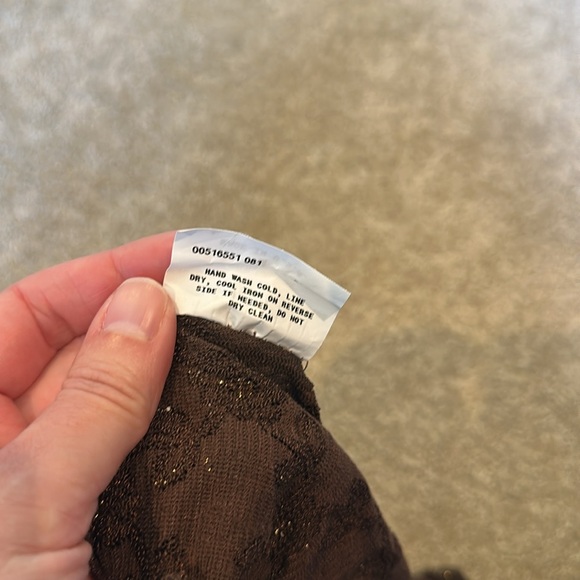 00516551 081
HAND WASH COLD, LINE
DRY, COOL IRON ON REVERSE
SIDE IF NEEDED, DO NOT
DRY CLEAN